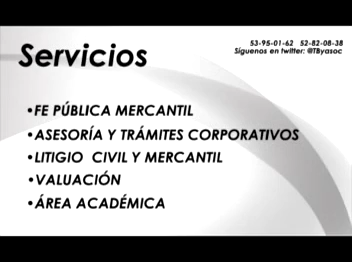 Servicios
53-95-01-62 52-82-08-38
Síguenos en twitter: @TByasoc
•FE PÚBLICA MERCANTIL
•ASESORÍA Y TRÁMITES CORPORATIVOS
•LITIGIO CIVIL Y MERCANTIL
•VALUACIÓN
•ÁREA ACADÉMICA